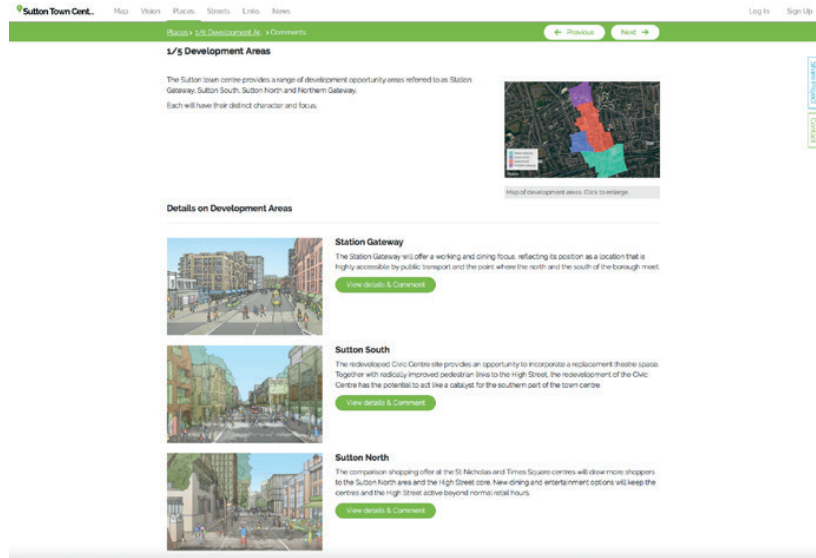 Sutton Town Cent...
Map Vision Places Streets Links News
Log In Sign Up
Places > 1/5 Development Ar.. > Comments
← Previous Next →
1/5 Development Areas
Share Project
Contact
The Sutton town centre provides a range of development opportunity areas referred to as Station
Gateway, Sutton South, Sutton North and Northern Gateway.
Each will have their distinct character and focus.
Map of development areas. Click to enlarge.
Details on Development Areas
Station Gateway
The Station Gateway will offer a working and dining focus, reflecting its position as a location that is
highly accessible by public transport and the point where the north and the south of the borough meet.
View details & Comment
Sutton South
The redeveloped Civic Centre site provides an opportunity to incorporate a replacement theatre space.
Together with radically improved pedestrian links to the High Street, the redevelopment of the Civic
Centre has the potential to act like a catalyst for the southern part of the town centre.
View details & Comment
Sutton North
The comparison shopping offer at the St Nicholas and Times Square centres will draw more shoppers
to the Sutton North area and the High Street core. New dining and entertainment options will keep the
centres and the High Street active beyond normal retail hours.
View details & Comment